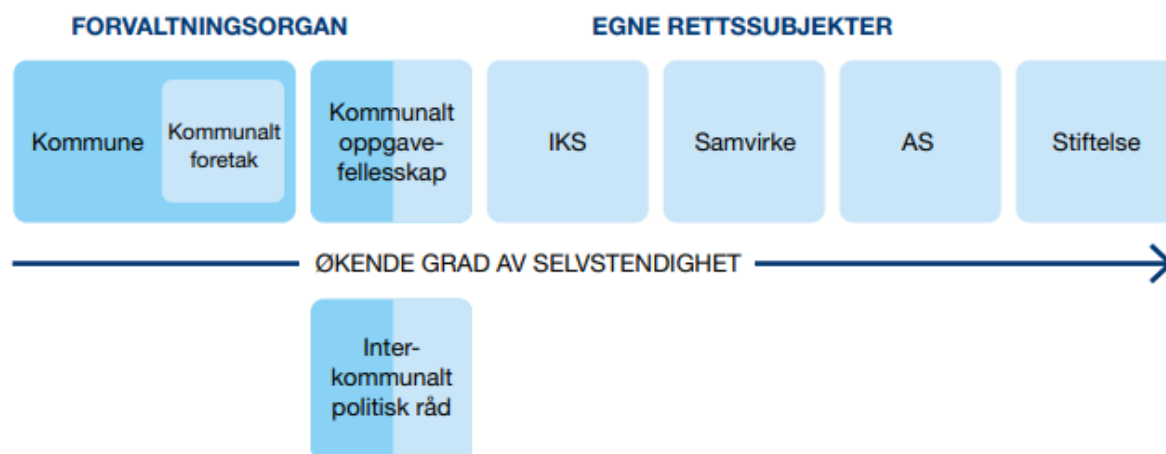 FORVALTNINGSORGAN
EGNE RETTSSUBJEKTER
Kommune
Kommunalt
foretak
Kommunalt
oppgave-
fellesskap
IKS
Samvirke
AS
Stiftelse
ØKENDE GRAD AV SELVSTENDIGHET
Inter-
kommunalt
politisk råd